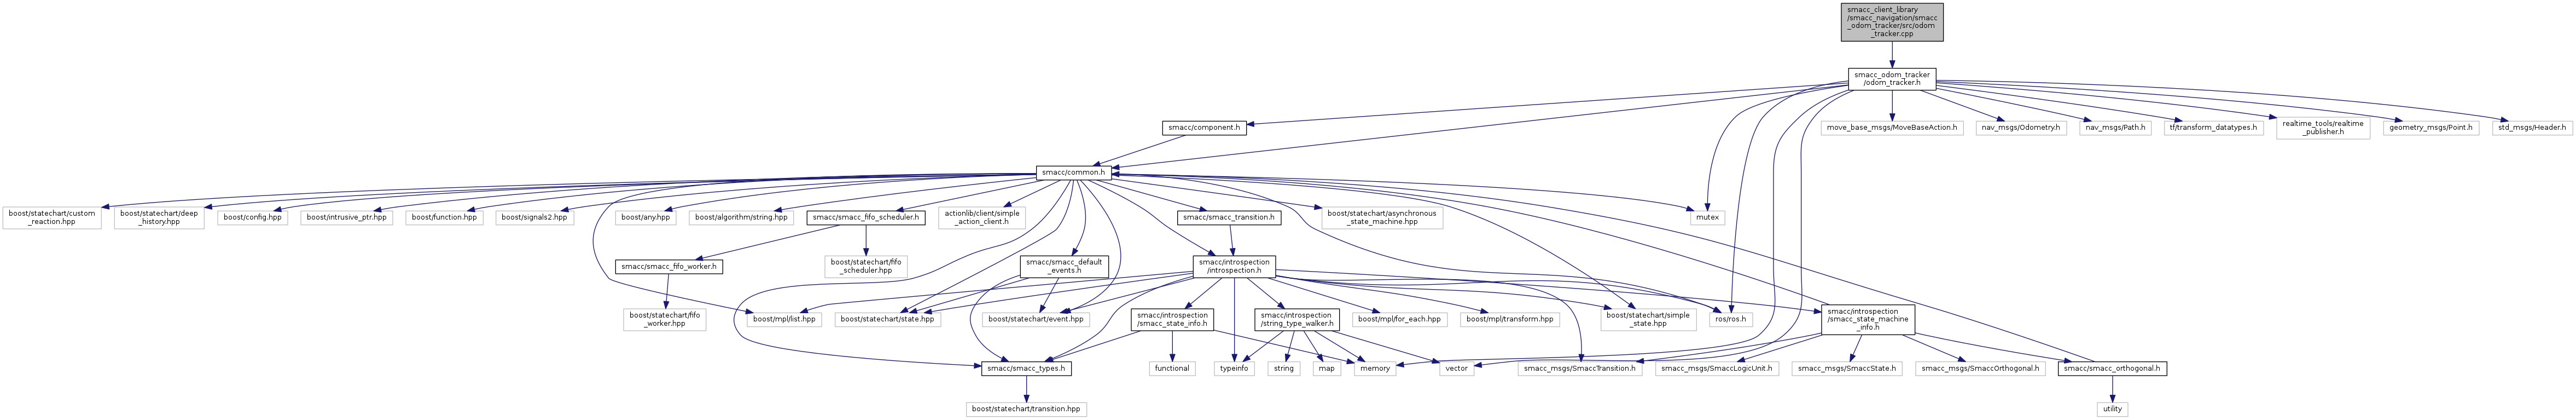 smacc_client_library
/smacc_navigation/smacc
_odom_tracker/src/odom
_tracker.cpp
smacc_odom_tracker
/odom_tracker.h
smacc/component.h
move_base_msgs/MoveBaseAction.h
nav_msgs/Odometry.h
nav_msgs/Path.h
tf/transform_datatypes.h
realtime_tools/realtime
_publisher.h
geometry_msgs/Point.h
std_msgs/Header.h
smacc/common.h
boost/statechart/custom
_reaction.hpp
boost/statechart/deep
_history.hpp
boost/config.hpp
boost/intrusive_ptr.hpp
boost/function.hpp
boost/signals2.hpp
boost/any.hpp
boost/algorithm/string.hpp
smacc/smacc_fifo_scheduler.h
actionlib/client/simple
_action_client.h
smacc/smacc_transition.h
boost/statechart/asynchronous
_state_machine.hpp
mutex
smacc/smacc_fifo_worker.h
boost/statechart/fifo
_scheduler.hpp
smacc/smacc_default
_events.h
smacc/introspection
/introspection.h
boost/statechart/fifo
_worker.hpp
boost/mpl/list.hpp
boost/statechart/state.hpp
boost/statechart/event.hpp
smacc/introspection
/smacc_state_info.h
smacc/introspection
/string_type_walker.h
boost/mpl/for_each.hpp
boost/mpl/transform.hpp
boost/statechart/simple
_state.hpp
ros/ros.h
smacc/introspection
/smacc_state_machine
_info.h
smacc/smacc_types.h
functional
typeinfo
string
map
memory
vector
smacc_msgs/SmaccTransition.h
smacc_msgs/SmaccLogicUnit.h
smacc_msgs/SmaccState.h
smacc_msgs/SmaccOrthogonal.h
smacc/smacc_orthogonal.h
boost/statechart/transition.hpp
utility